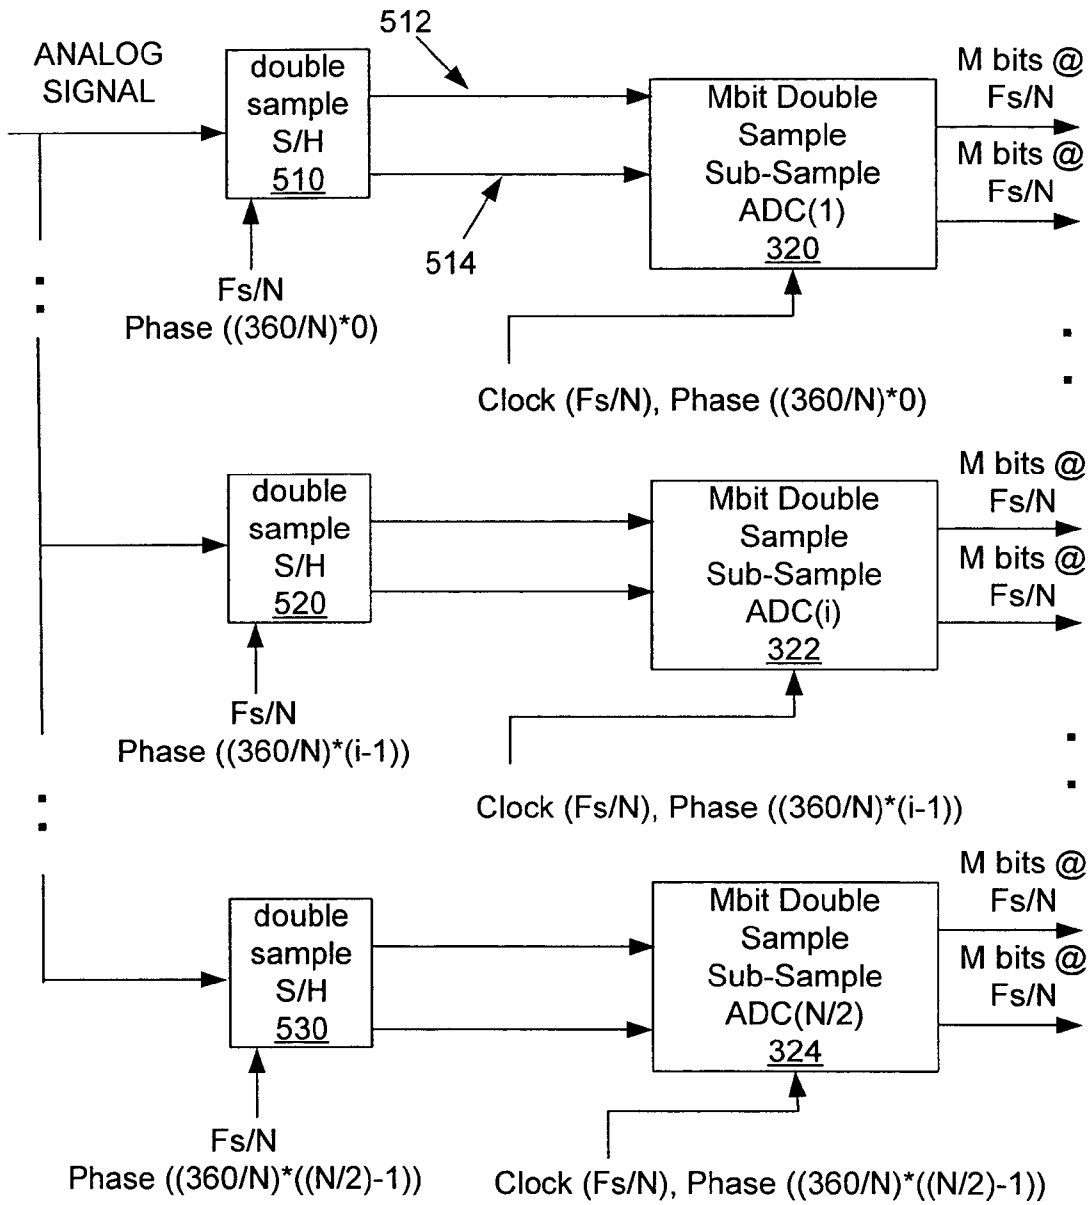 512
ANALOG
SIGNAL
double
sample
S/H
510
Mbit Double
Sample
Sub-Sample
ADC(1)
320
M bits @
Fs/N
M bits @
Fs/N
514
Fs/N
Phase ((360/N)*0)
Clock (Fs/N), Phase ((360/N)*0)
double
sample
S/H
520
Mbit Double
Sample
Sub-Sample
ADC(i)
322
M bits @
Fs/N
M bits @
Fs/N
Fs/N
Phase ((360/N)*(i-1))
Clock (Fs/N), Phase ((360/N)*(i-1))
double
sample
S/H
530
Mbit Double
Sample
Sub-Sample
ADC(N/2)
324
M bits @
Fs/N
M bits @
Fs/N
Fs/N
Phase ((360/N)*((N/2)-1))
Clock (Fs/N), Phase ((360/N)*((N/2)-1))